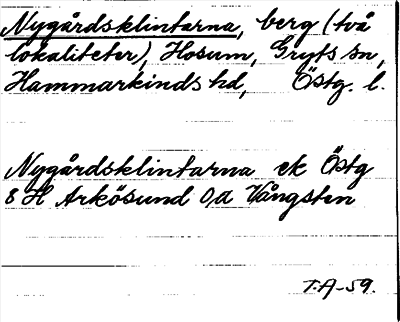 Nygårdsklintarna, berg (två
lokaliteter), Hosum, Gryts sn,
Hammarkinds hd, Östg. l.
Nygårdsklintarna ek Östg
8 H Arkösund 0,d Vångsten
T.A-59.